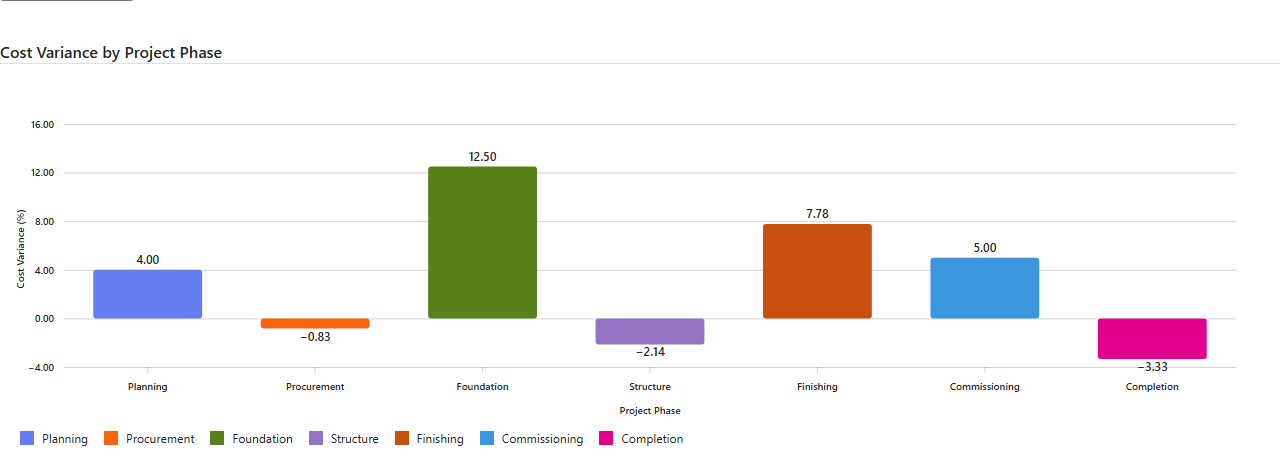 Cost Variance by Project Phase
16.00
12.00
8.00
4.00
0.00
−4.00
Cost Variance (%)
4.00
−0.83
12.50
−2.14
7.78
5.00
−3.33
Planning Procurement Foundation Structure Finishing Commissioning Completion
Project Phase
Planning Procurement Foundation Structure Finishing Commissioning Completion